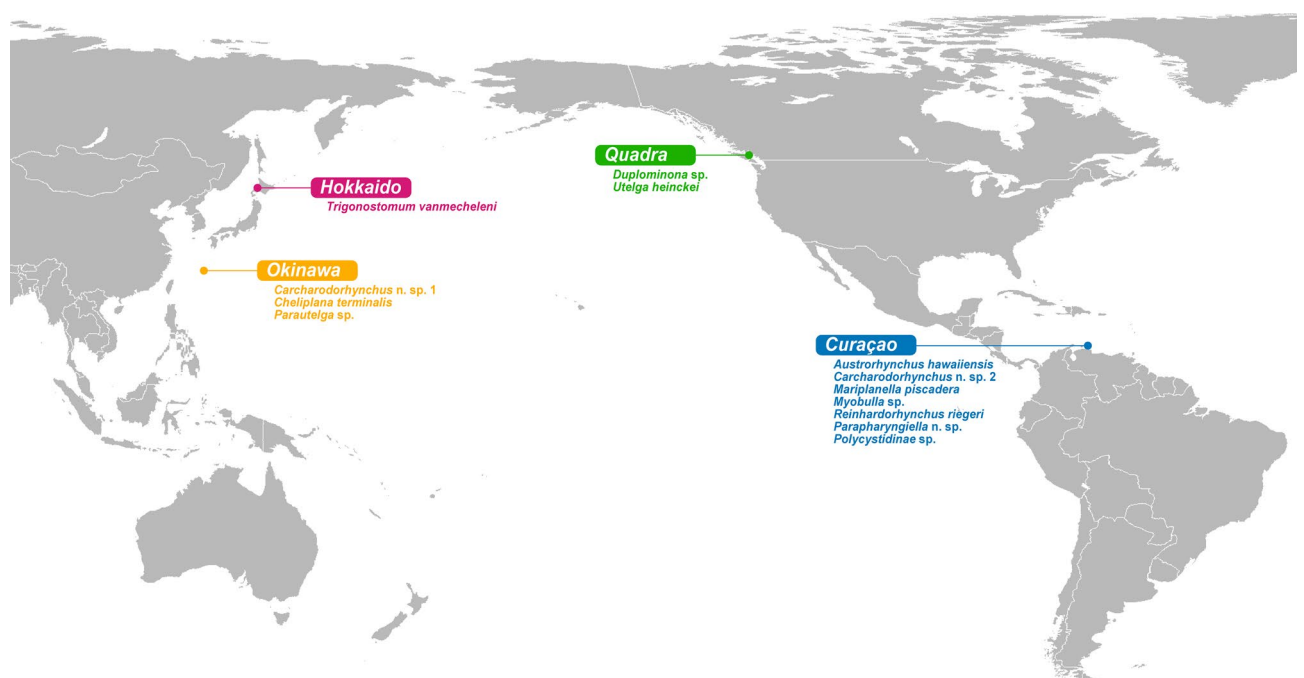 Quadra
Duplominona sp.
Utelga heinckei
Hokkaido
Trigonostomum vanmecheleni
Okinawa
Carcharodorhynchus n. sp. 1
Cheliplana terminalis
Parautelga sp.
Curaçao
Austrorhynchus hawaiiensis
Carcharodorhynchus n. sp. 2
Mariplanella piscadera
Myobulla sp.
Reinhardorhynchus riegeri
Parapharyngiella n. sp.
Polycystidinae sp.